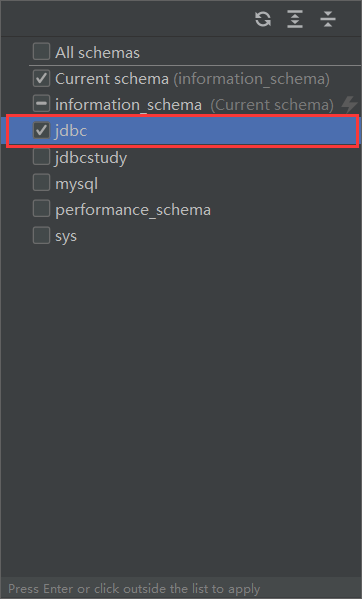 All schemas
Current schema (information_schema)
information_schema (Current schema)
jdbc
jdbcstudy
mysql
performance_schema
sys
Press Enter or click outside the list to apply